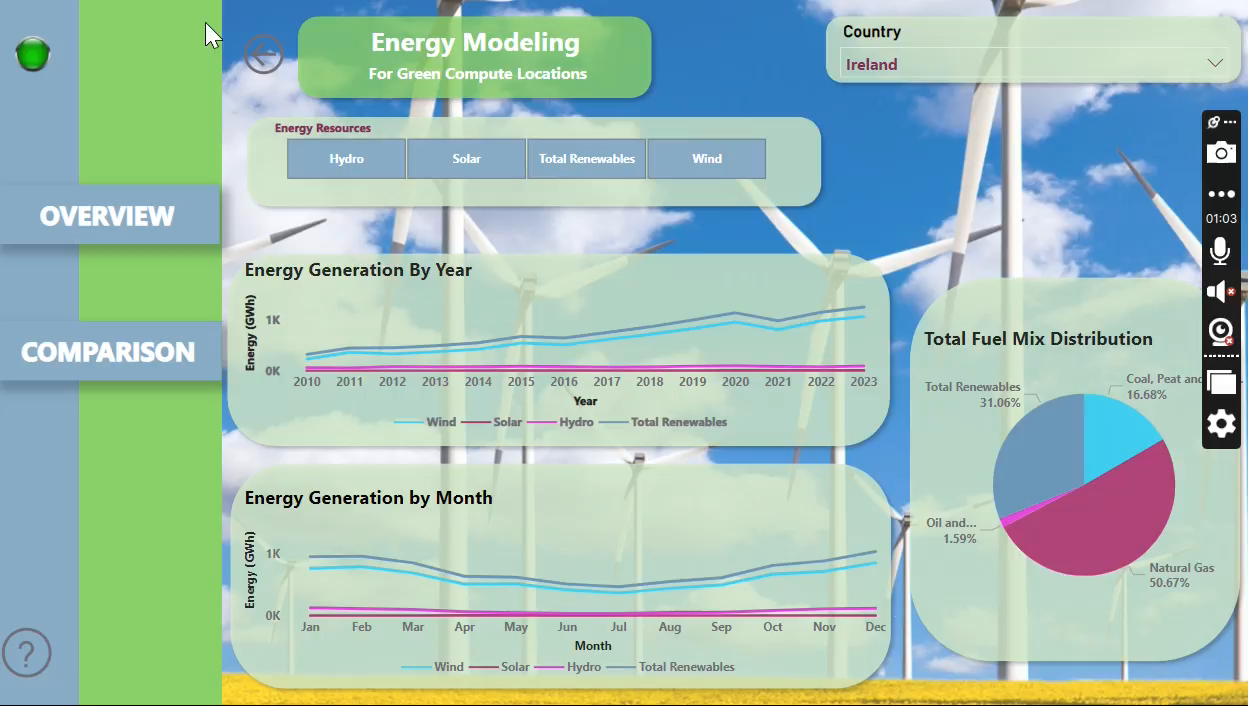 Energy Modeling
For Green Compute Locations
Country
Ireland
Energy Resources
Hydro
Solar
Total Renewables
Wind
01:03
OVERVIEW
COMPARISON
Energy Generation By Year
Energy (GWh)
1K
0K
2010 2011 2012 2013 2014 2015 2016 2017 2018 2019 2020 2021 2022 2023
Year
Wind Solar Hydro Total Renewables
Energy Generation by Month
Energy (GWh)
1K
0K
Jan Feb Mar Apr May Jun Jul Aug Sep Oct Nov Dec
Month
Wind Solar Hydro Total Renewables
Total Fuel Mix Distribution
Total Renewables
31.06%
Coal, Peat and
16.68%
Oil and...
1.59%
Natural Gas
50.67%
?